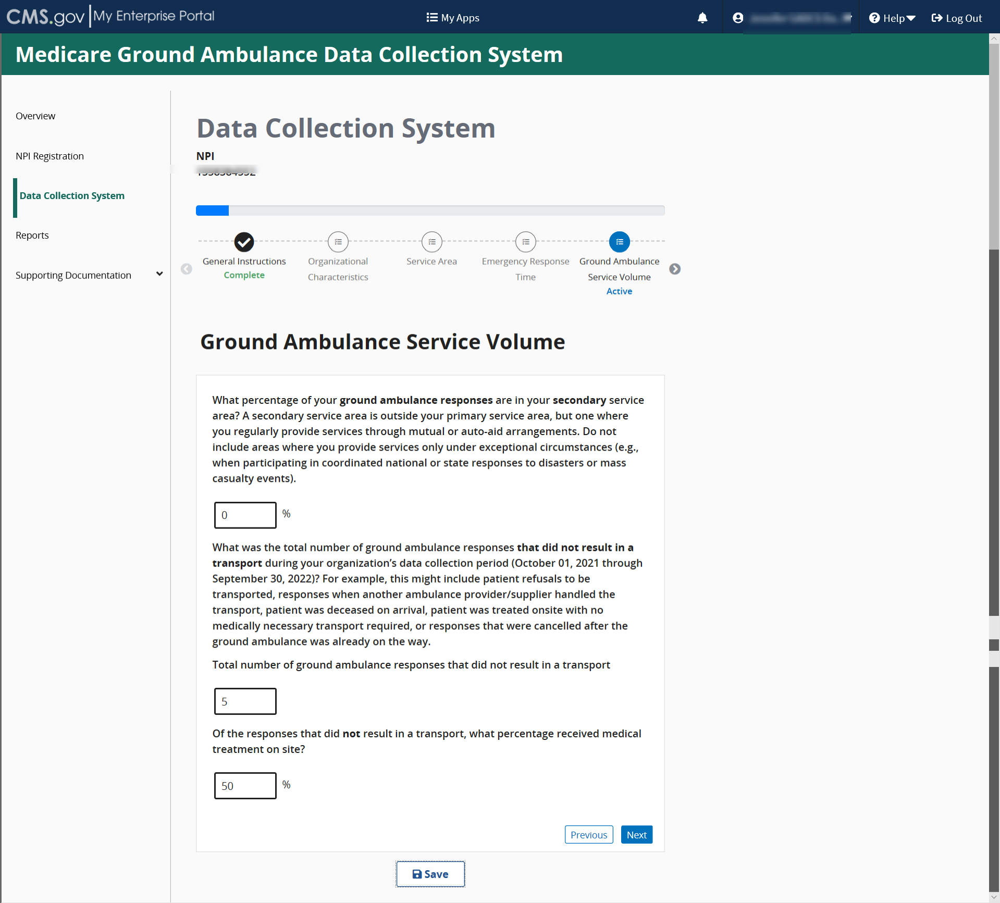 CMS.gov My Enterprise Portal
My Apps
Help
Log Out
Medicare Ground Ambulance Data Collection System
Overview
NPI Registration
Data Collection System
Reports
Supporting Documentation
Data Collection System
NPI
General Instructions
Complete
Organizational
Characteristics
Service Area
Emergency Response
Time
Ground Ambulance
Service Volume
Active
Ground Ambulance Service Volume
What percentage of your ground ambulance responses are in your secondary service
area? A secondary service area is outside your primary service area, but one where
you regularly provide services through mutual or auto-aid arrangements. Do not
include areas where you provide services only under exceptional circumstances (e.g.,
when participating in coordinated national or state responses to disasters or mass
casualty events).
0 %
What was the total number of ground ambulance responses that did not result in a
transport during your organization’s data collection period (October 01, 2021 through
September 30, 2022)? For example, this might include patient refusals to be
transported, responses when another ambulance provider/supplier handled the
transport, patient was deceased on arrival, patient was treated onsite with no
medically necessary transport required, or responses that were cancelled after the
ground ambulance was already on the way.
Total number of ground ambulance responses that did not result in a transport
5
Of the responses that did not result in a transport, what percentage received medical
treatment on site?
50 %
Previous
Next
Save